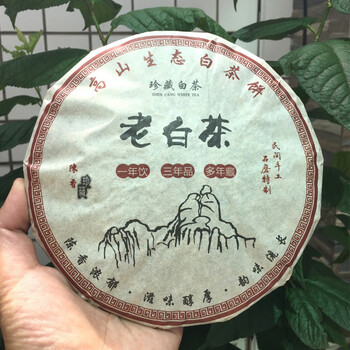 高山生态白茶饼
珍藏白茶
ZHEN CANG WHITE TEA
老白茶
一年饮 三年品 多年藏
民间手工
石磨特制
陈香
陈香浓郁·滋味醇厚·韵味悠长